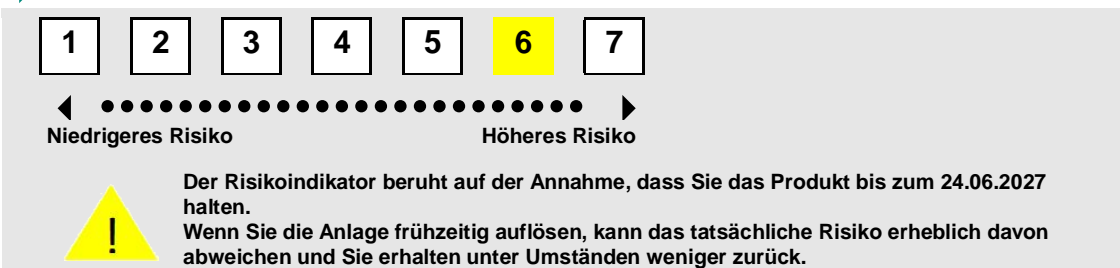 1 2 3 4 5 6 7
Niedrigeres Risiko Höheres Risiko
!
Der Risikoindikator beruht auf der Annahme, dass Sie das Produkt bis zum 24.06.2027
halten.
Wenn Sie die Anlage frühzeitig auflösen, kann das tatsächliche Risiko erheblich davon
abweichen und Sie erhalten unter Umständen weniger zurück.